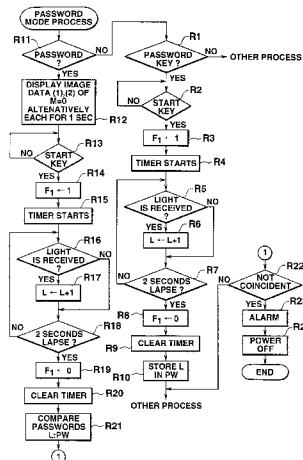 PASSWORD
MODE PROCESS
R11
PASSWORD
?
NO
YES
DISPLAY IMAGE
DATA (1),(2) OF
M=0
ALTENATIVELY
EACH FOR 1 SEC
R12
R13
NO
START
KEY
YES
R14
F1 ← 1
R15
TIMER STARTS
R16
LIGHT
IS RECEIVED
?
NO
YES
R17
L ← L+1
R18
NO
2 SECONDS
LAPSE ?
YES
R19
F1 ← 0
CLEAR TIMER
R20
COMPARE
PASSWORDS
L:PW
R21
1
R1
PASSWORD
KEY ?
NO
OTHER PROCESS
YES
R2
NO
START
KEY
YES
R3
F1 ← 1
R4
TIMER STARTS
R5
LIGHT
IS RECEIVED
?
NO
YES
R6
L ← L+1
R7
NO
2 SECONDS
LAPSE ?
YES
R8
F1 ← 0
R9
CLEAR TIMER
R10
STORE L
IN PW
OTHER PROCESS
1
R22
NO
NOT
COINCIDENT
YES
ALARM
POWER
OFF
END